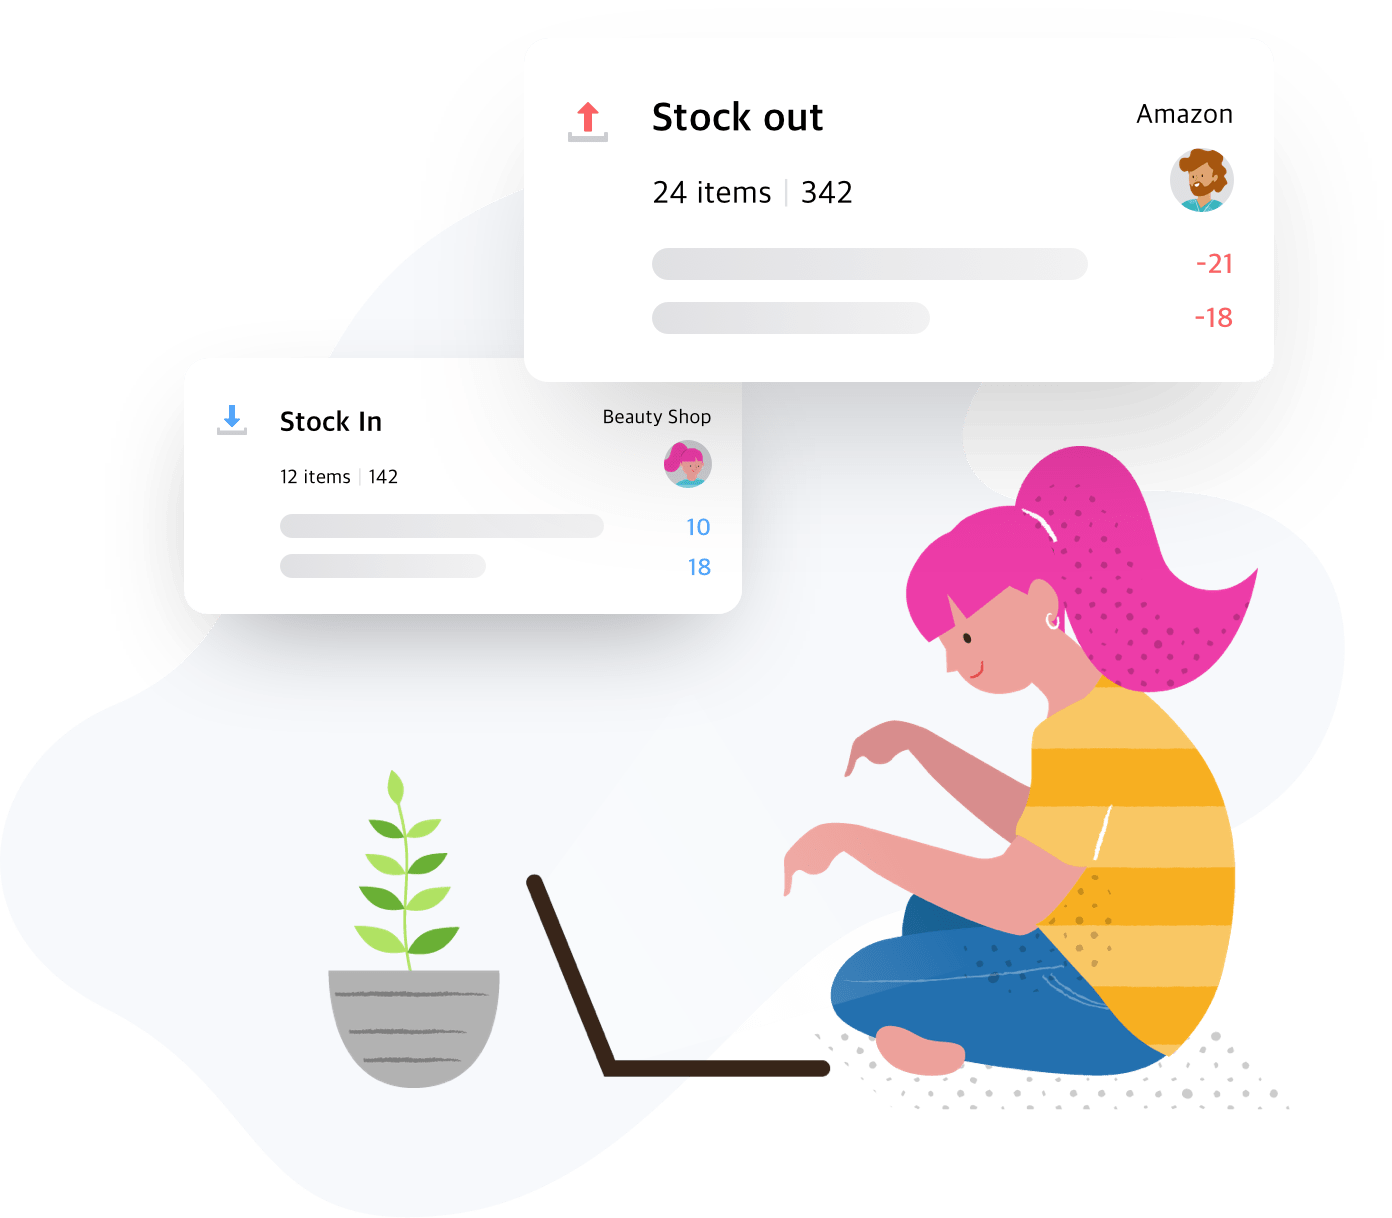 Stock out
Amazon
24 items | 342
-21
-18
Stock In
Beauty Shop
12 items | 142
10
18